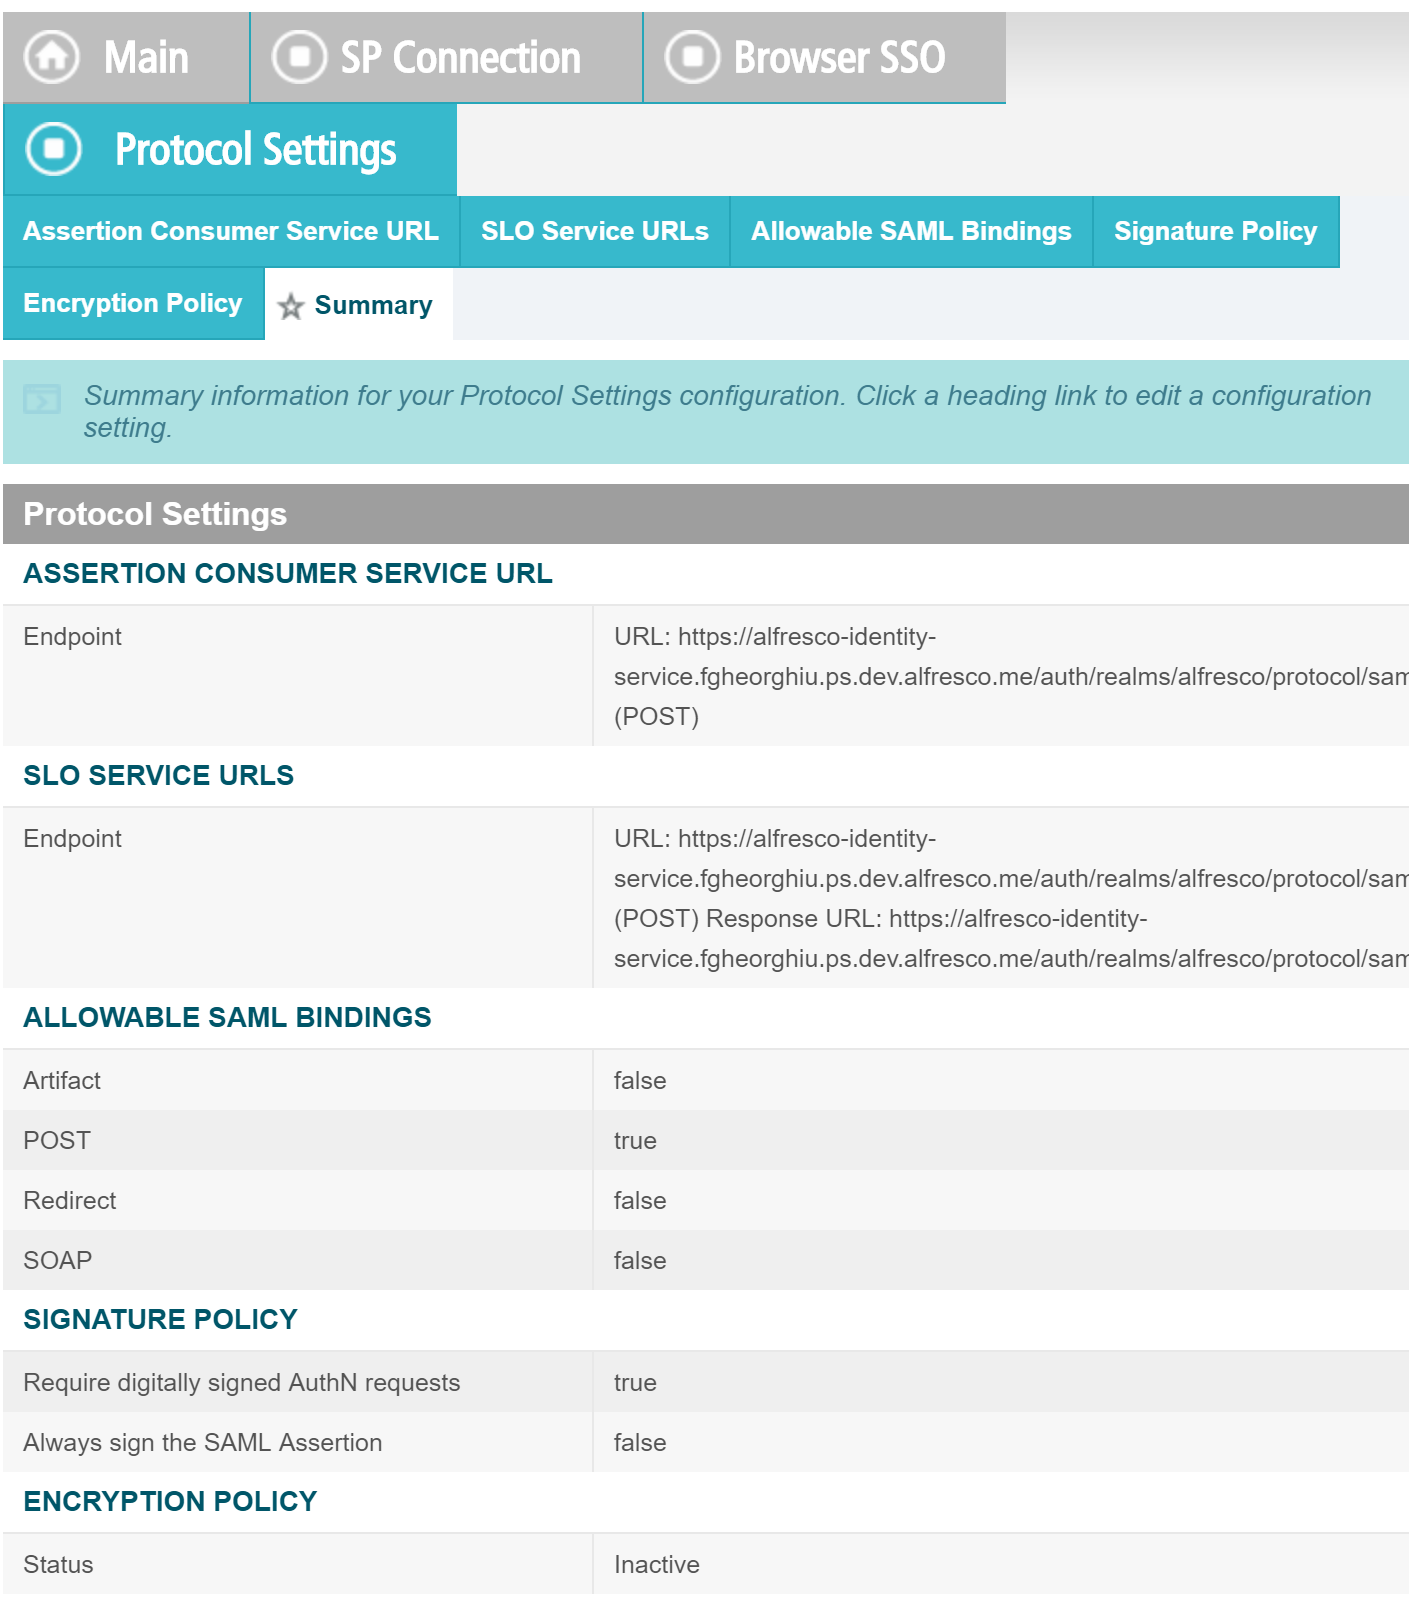 Main
SP Connection
Browser SSO
Protocol Settings
Assertion Consumer Service URL
SLO Service URLs
Allowable SAML Bindings
Signature Policy
Encryption Policy
Summary
Summary information for your Protocol Settings configuration. Click a heading link to edit a configuration
setting.
Protocol Settings
ASSERTION CONSUMER SERVICE URL
Endpoint
URL: https://alfresco-identity-
service.fgheorghiu.ps.dev.alfresco.me/auth/realms/alfresco/protocol/sam
(POST)
SLO SERVICE URLS
Endpoint
URL: https://alfresco-identity-
service.fgheorghiu.ps.dev.alfresco.me/auth/realms/alfresco/protocol/sam
(POST) Response URL: https://alfresco-identity-
service.fgheorghiu.ps.dev.alfresco.me/auth/realms/alfresco/protocol/sam
ALLOWABLE SAML BINDINGS
Artifact
false
POST
true
Redirect
false
SOAP
false
SIGNATURE POLICY
Require digitally signed AuthN requests
true
Always sign the SAML Assertion
false
ENCRYPTION POLICY
Status
Inactive